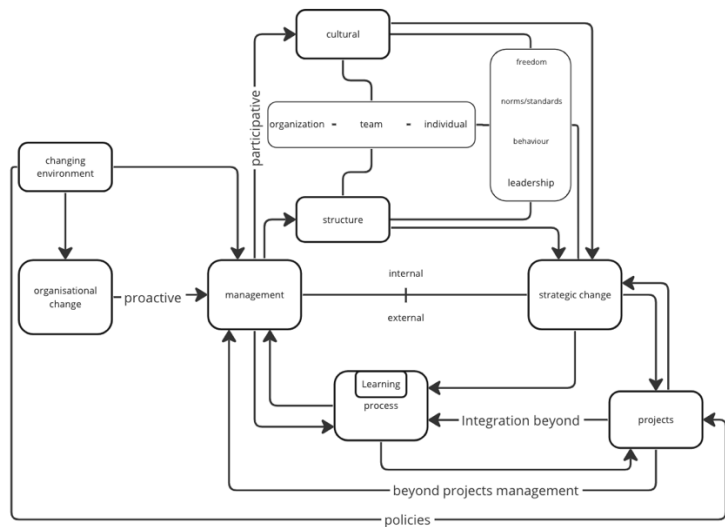 cultural
freedom
norms/standards
behaviour
leadership
participative
organization - team - individual
changing
environment
structure
organisational
change
proactive
management
internal
external
strategic change
Learning
process
Integration beyond
projects
beyond projects management
policies